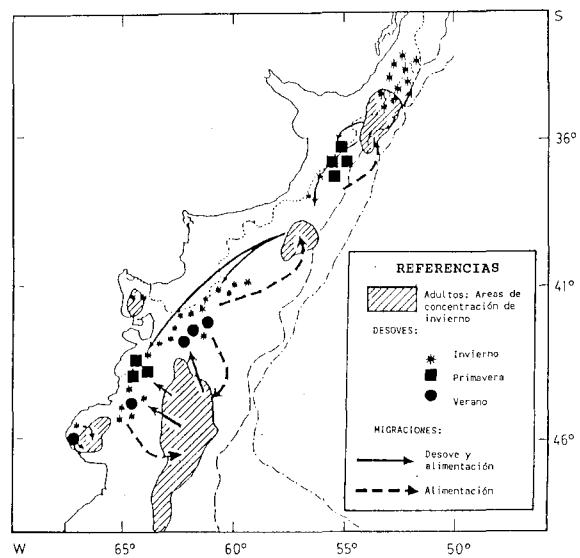 S
36°
41°
46°
REFERENCIAS
Adultos: Areas de
concentración de
invierno
DESOVES:
Invierno
Primavera
Verano
MIGRACIONES:
Desove y
alimentación
Alimentación
W 65° 60° 55° 50°